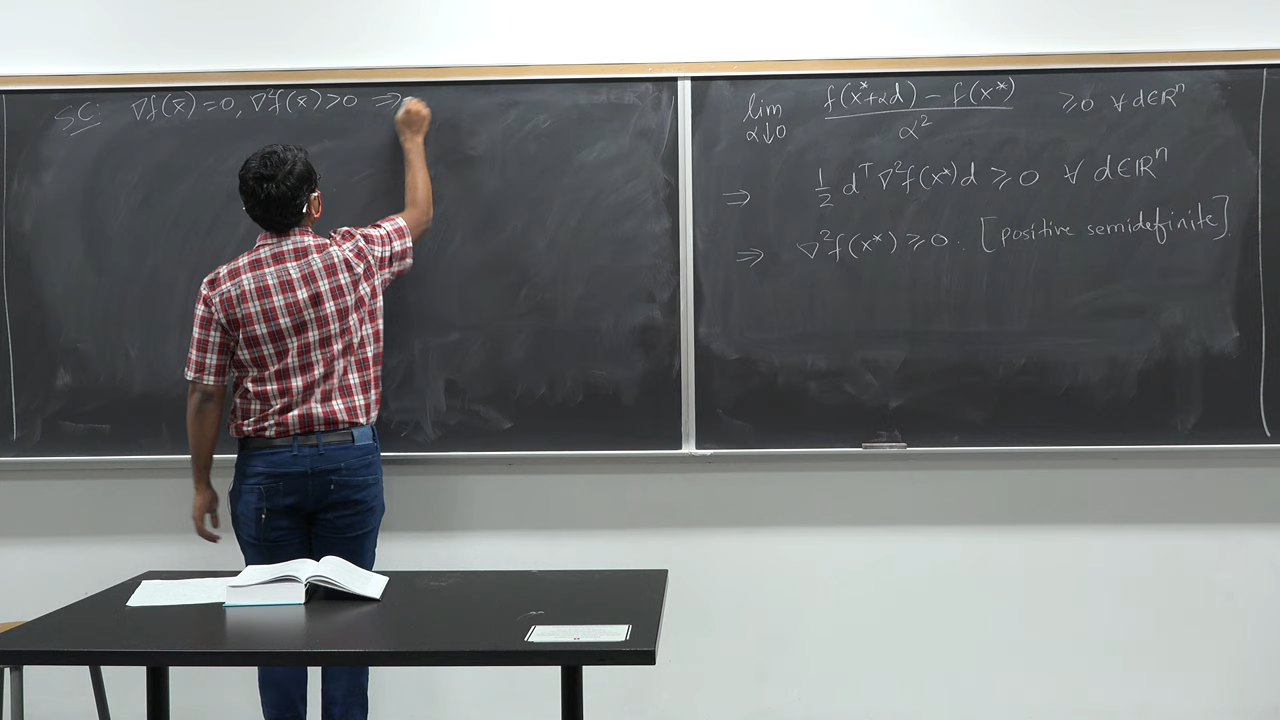 SC: ∇f(x̄)=0, ∇²f(x̄)>0 ⇒
lim α↓0 (f(x*+αd) − f(x*))/α² ≥0 ∀ d∈ℝⁿ
⇒ ½ dᵀ∇²f(x*)d ≥ 0 ∀ d∈ℝⁿ
⇒ ∇²f(x*) ≥ 0. [positive semidefinite]